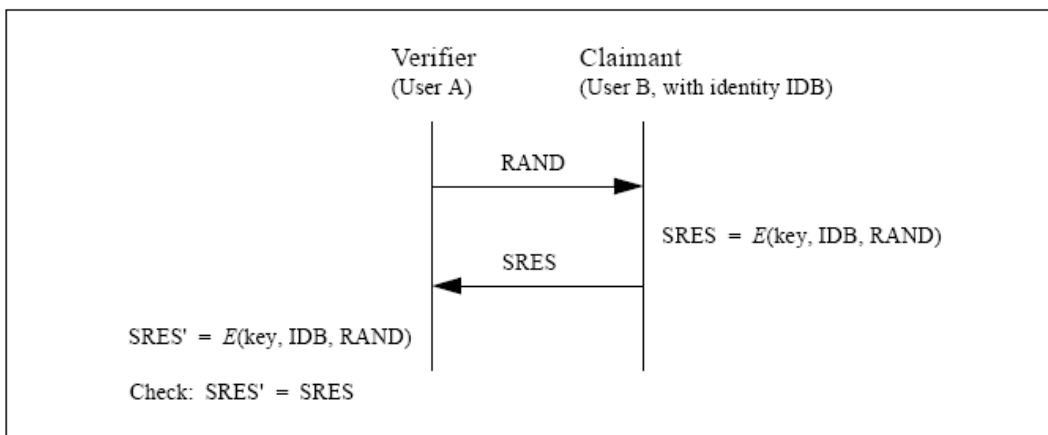 Verifier
(User A)
Claimant
(User B, with identity IDB)
RAND
SRES = E(key, IDB, RAND)
SRES
SRES' = E(key, IDB, RAND)
Check: SRES' = SRES